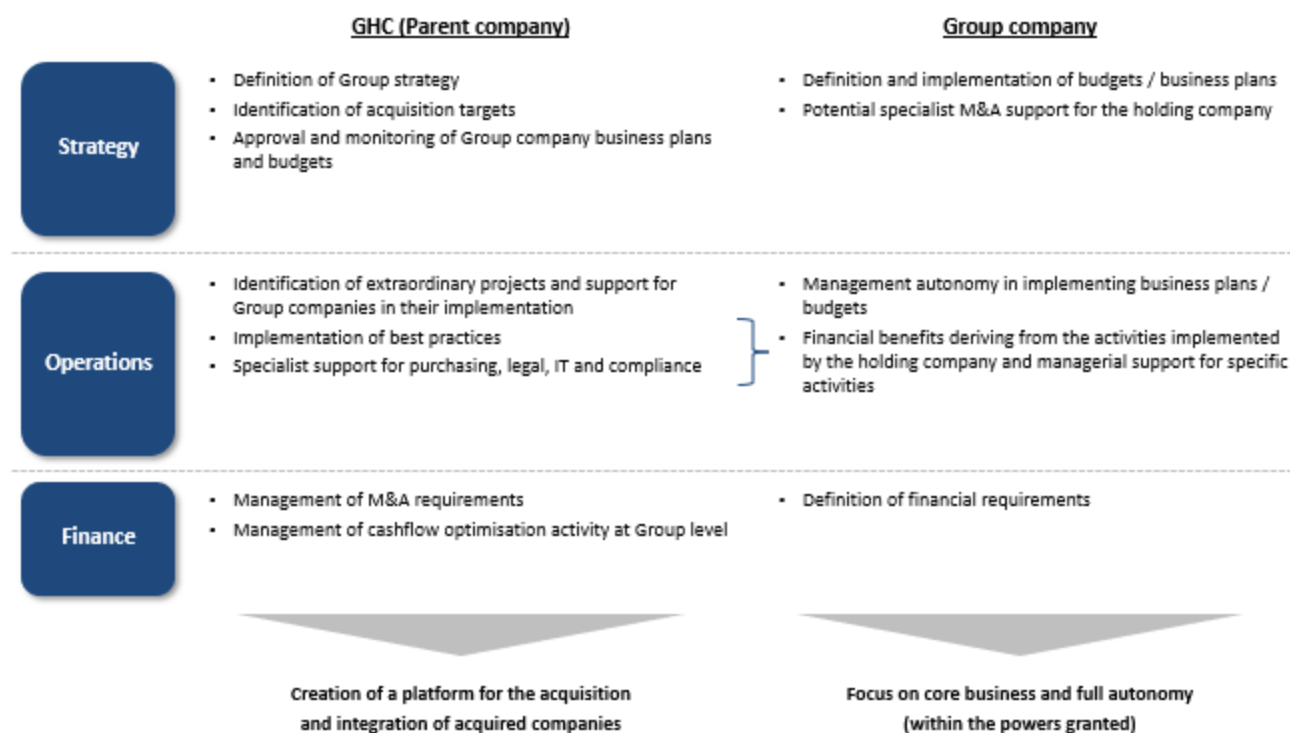 GHC (Parent company)
Group company
Strategy
▪ Definition of Group strategy
▪ Identification of acquisition targets
▪ Approval and monitoring of Group company business plans
and budgets
▪ Definition and implementation of budgets / business plans
▪ Potential specialist M&A support for the holding company
Operations
▪ Identification of extraordinary projects and support for
Group companies in their implementation
▪ Implementation of best practices
▪ Specialist support for purchasing, legal, IT and compliance
▪ Management autonomy in implementing business plans /
budgets
▪ Financial benefits deriving from the activities implemented
by the holding company and managerial support for specific
activities
Finance
▪ Management of M&A requirements
▪ Management of cashflow optimisation activity at Group level
▪ Definition of financial requirements
Creation of a platform for the acquisition
and integration of acquired companies
Focus on core business and full autonomy
(within the powers granted)